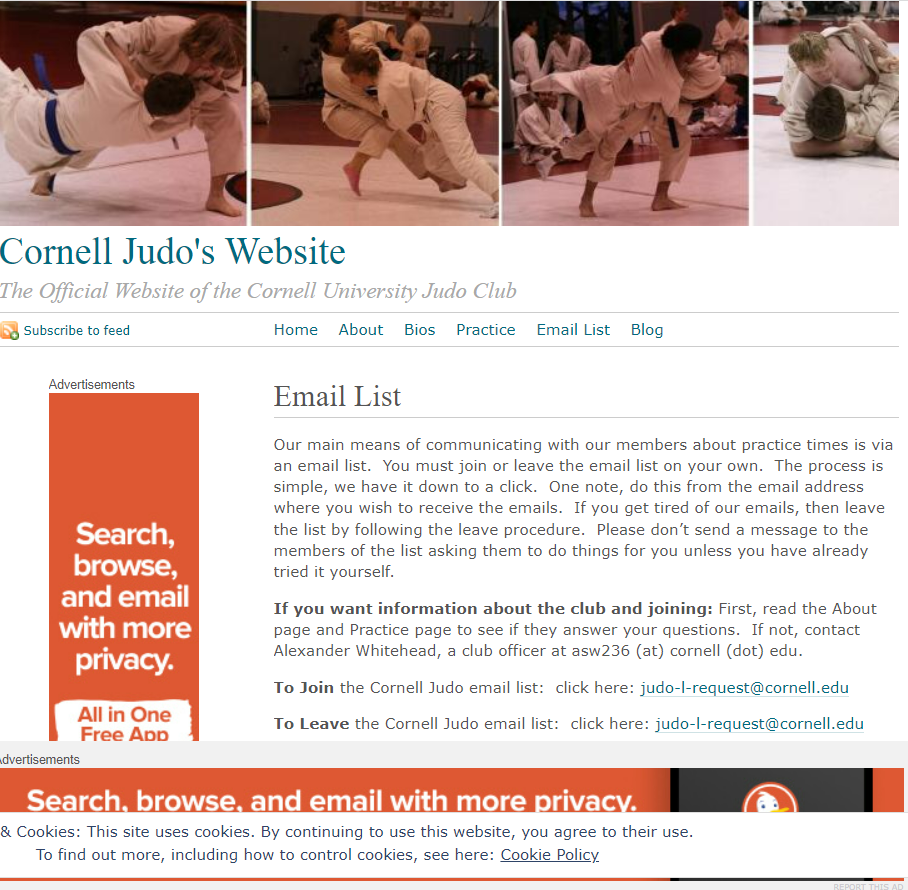 Cornell Judo's Website
The Official Website of the Cornell University Judo Club
Subscribe to feed
Home About Bios Practice Email List Blog
Advertisements
Search,
browse,
and email
with more
privacy.
All in One
Free App
Email List
Our main means of communicating with our members about practice times is via
an email list.  You must join or leave the email list on your own.  The process is
simple, we have it down to a click.  One note, do this from the email address
where you wish to receive the emails.  If you get tired of our emails, then leave
the list by following the leave procedure.  Please don’t send a message to the
members of the list asking them to do things for you unless you have already
tried it yourself.
If you want information about the club and joining: First, read the About
page and Practice page to see if they answer your questions.  If not, contact
Alexander Whitehead, a club officer at asw236 (at) cornell (dot) edu.
To Join the Cornell Judo email list:  click here: judo-l-request@cornell.edu
To Leave the Cornell Judo email list:  click here: judo-l-request@cornell.edu
dvertisements
Search, browse, and email with more privacy.
& Cookies: This site uses cookies. By continuing to use this website, you agree to their use.
To find out more, including how to control cookies, see here: Cookie Policy
REPORT THIS AD